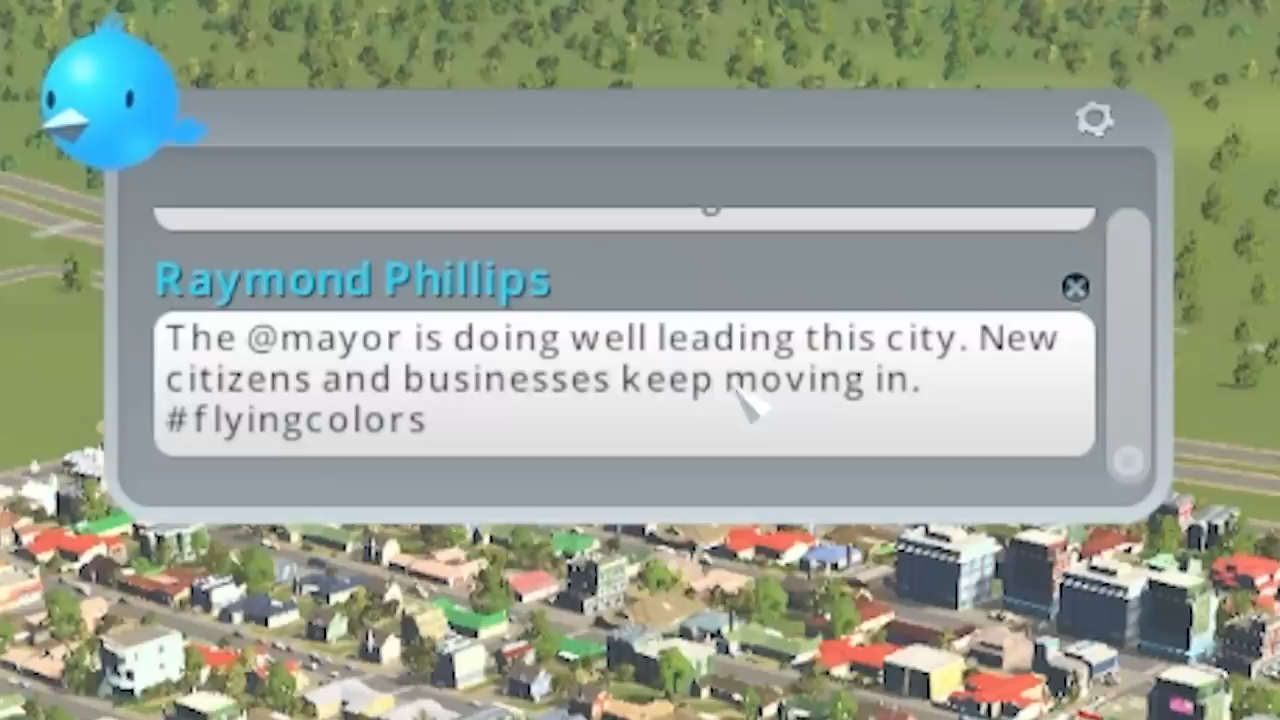 Raymond Phillips
The @mayor is doing well leading this city. New
citizens and businesses keep moving in.
#flyingcolors